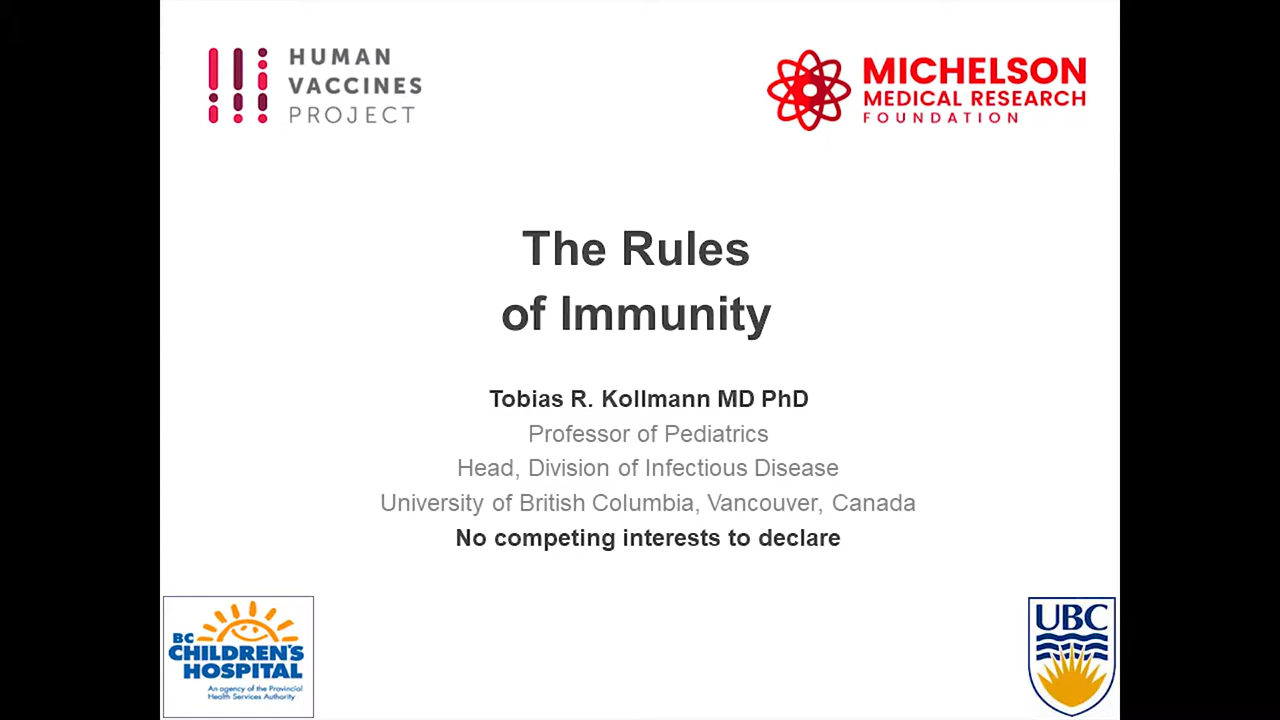 HUMAN
VACCINES
PROJECT
MICHELSON
MEDICAL RESEARCH
FOUNDATION
The Rules
of Immunity
Tobias R. Kollmann MD PhD
Professor of Pediatrics
Head, Division of Infectious Disease
University of British Columbia, Vancouver, Canada
No competing interests to declare
BC
CHILDREN'S
HOSPITAL
An agency of the Provincial
Health Services Authority
UBC